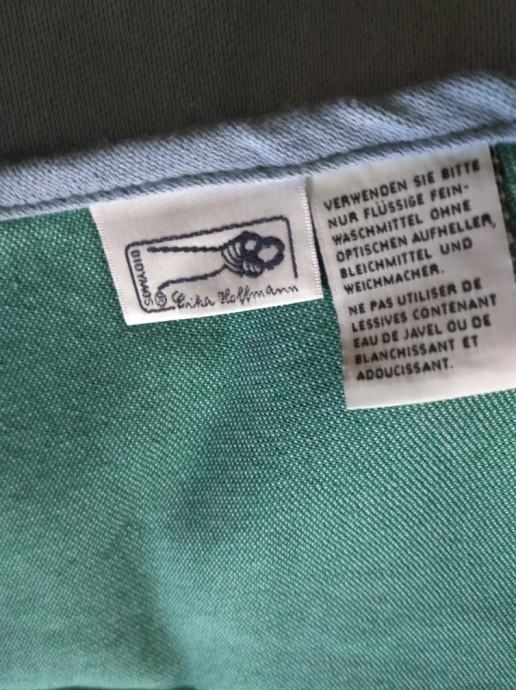 DIDYMOS®
Erika Hoffmann
VERWENDEN SIE BITTE
NUR FLÜSSIGE FEIN-
WASCHMITTEL OHNE
OPTISCHEN AUFHELLER,
BLEICHMITTEL UND
WEICHMACHER.
NE PAS UTILISER DE
LESSIVES CONTENANT
EAU DE JAVEL OU DE
BLANCHISSANT ET
ADOUCISSANT.